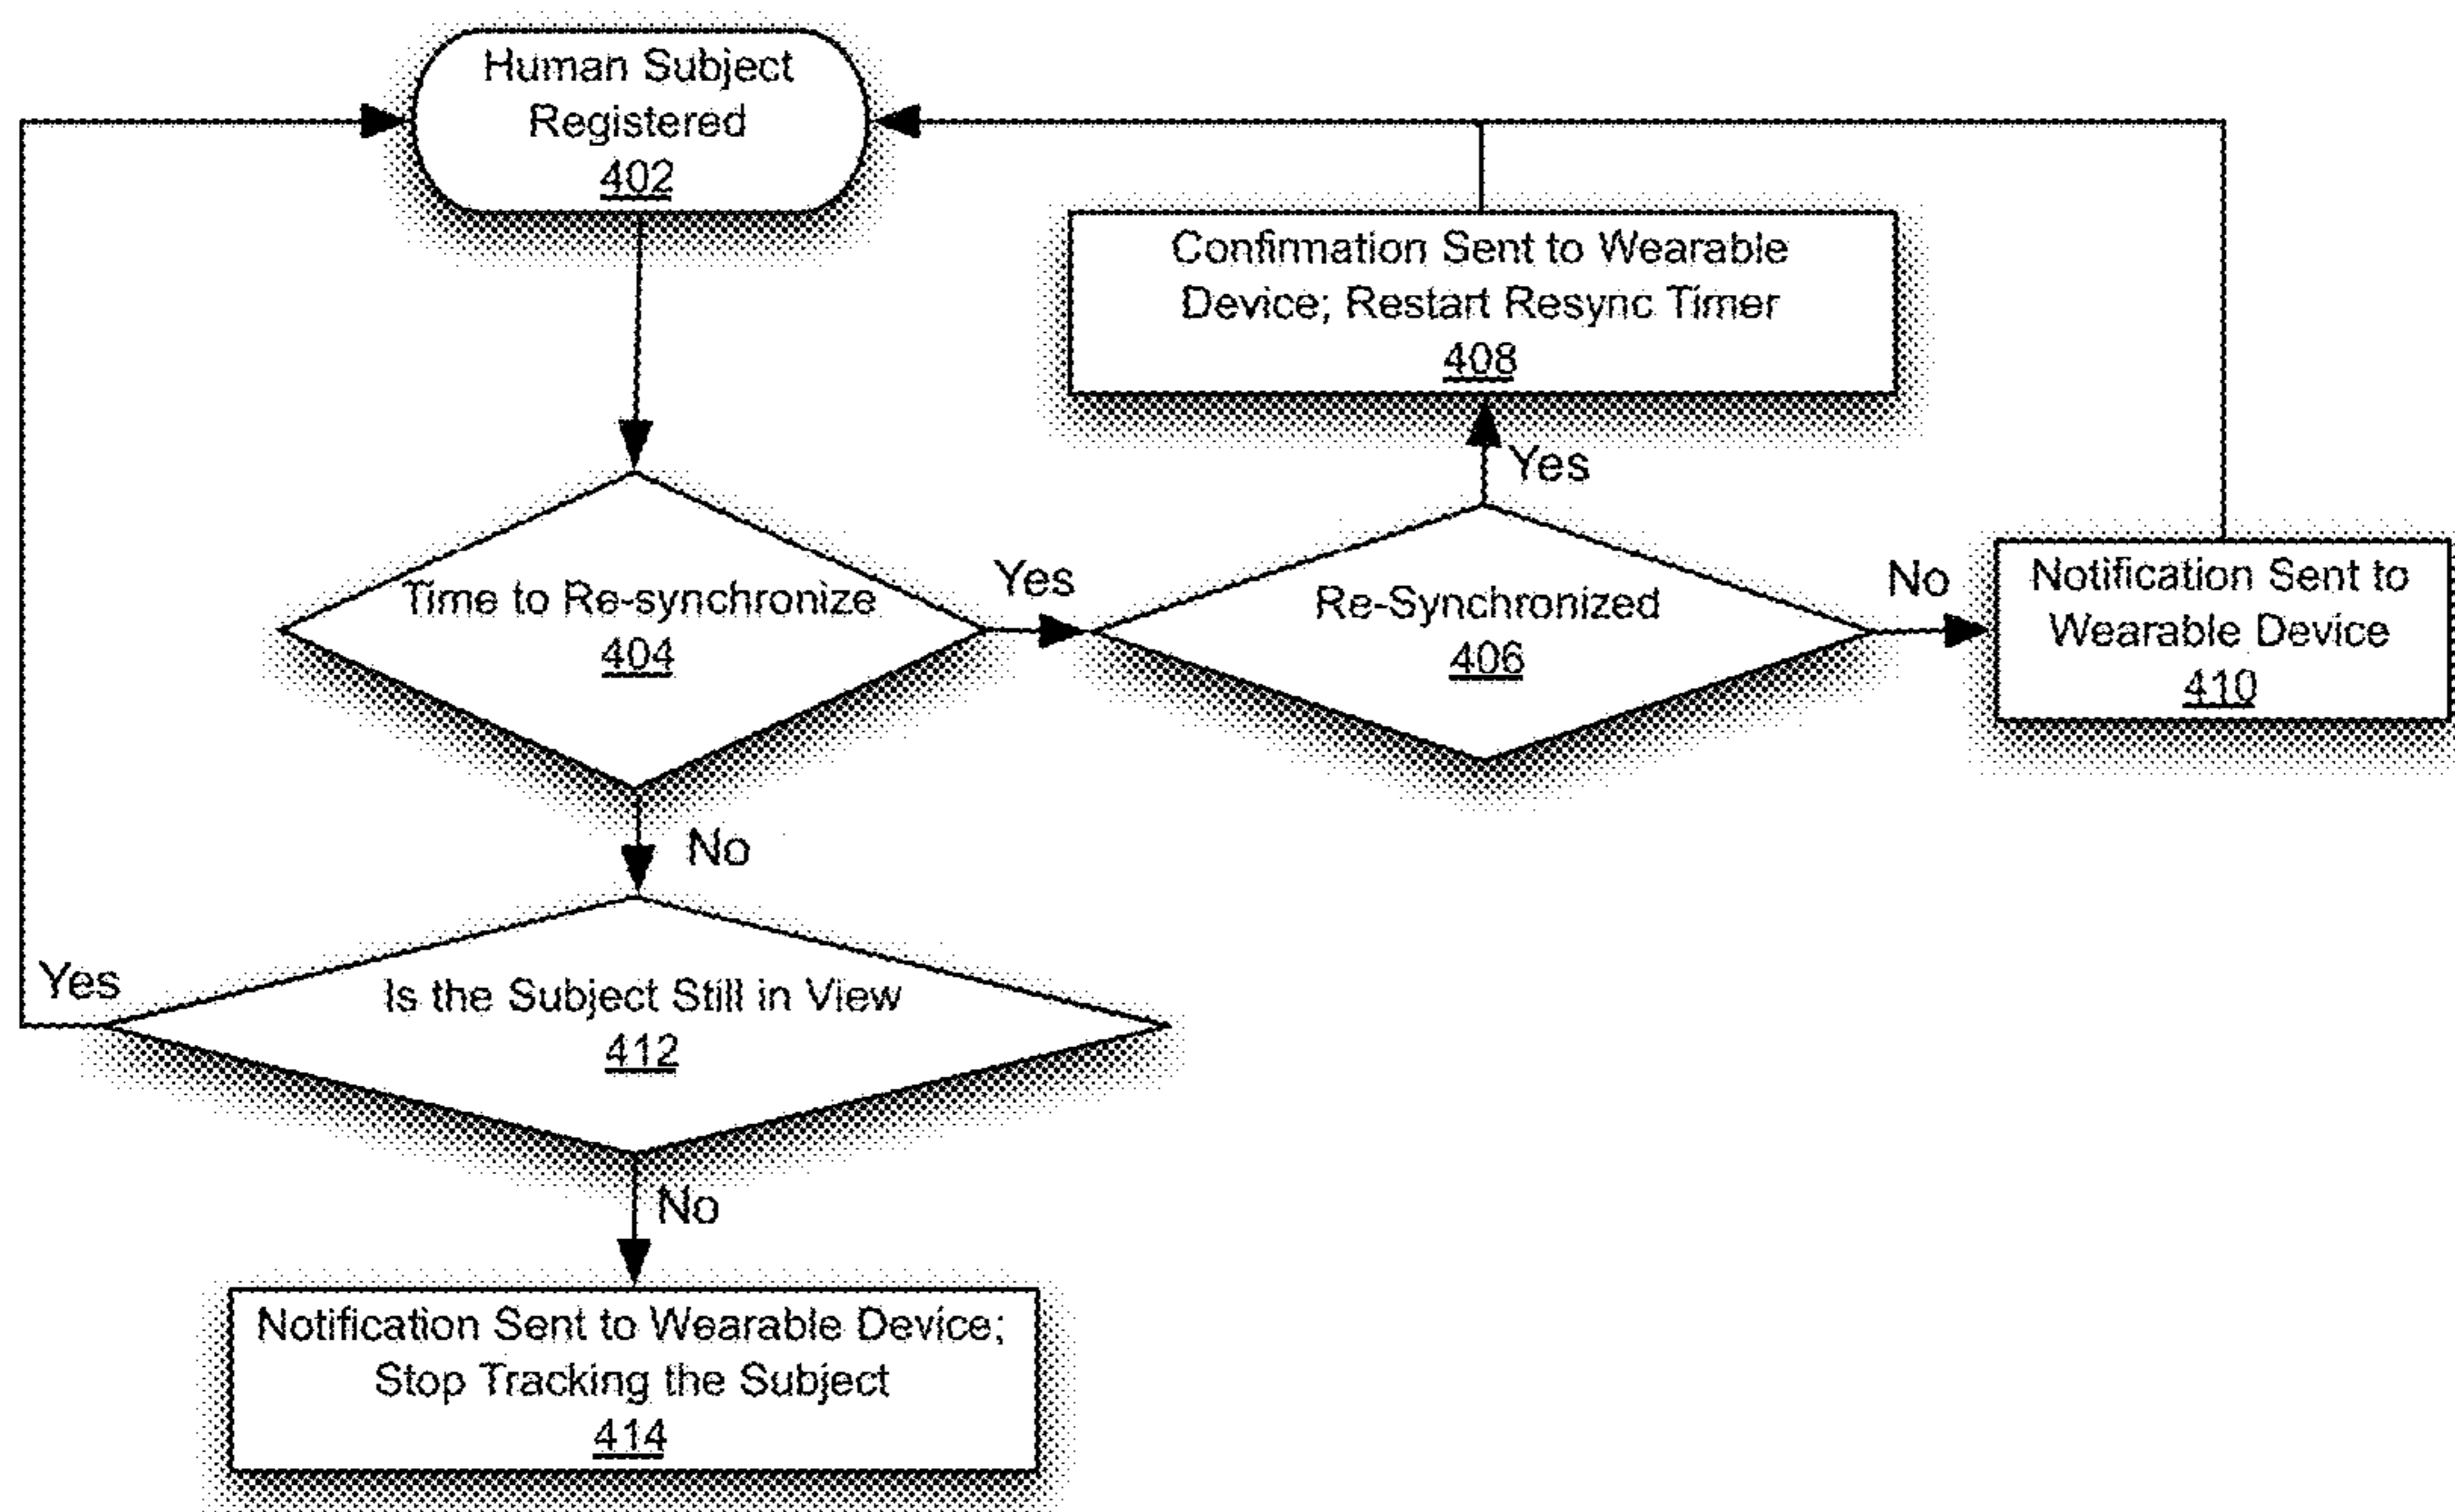 Human Subject
Registered
402
Confirmation Sent to Wearable
Device; Restart Resync Timer
408
Yes
Time to Re-synchronize
404
Yes
Re-Synchronized
406
No
Notification Sent to
Wearable Device
410
No
Yes
Is the Subject Still in View
412
No
Notification Sent to Wearable Device;
Stop Tracking the Subject
414